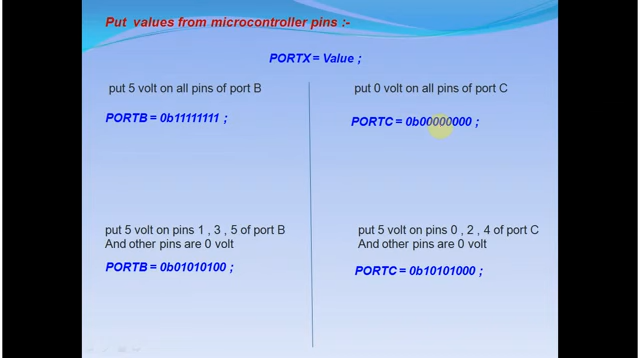 Put values from microcontroller pins :-
PORTX = Value ;
put 5 volt on all pins of port B
PORTB = 0b11111111 ;
put 5 volt on pins 1 , 3 , 5 of port B
And other pins are 0 volt
PORTB = 0b01010100 ;
put 0 volt on all pins of port C
PORTC = 0b00000000 ;
put 5 volt on pins 0 , 2 , 4 of port C
And other pins are 0 volt
PORTC = 0b10101000 ;